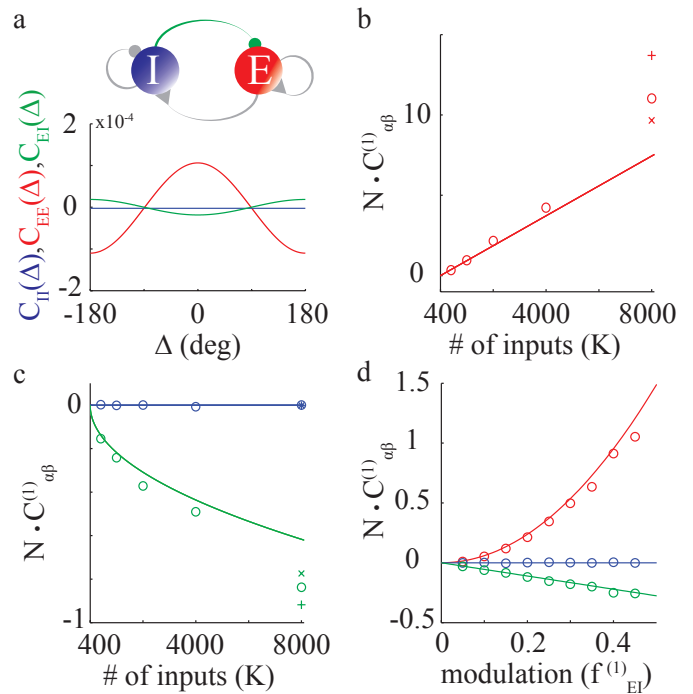 a
I
E
x10⁻⁴
2
0
-2
C_II(Δ),C_EE(Δ),C_EI(Δ)
-180
0
180
Δ (deg)
b
10
0
N • C^(1)_αβ
400
4000
8000
# of inputs (K)
c
0
-1
N • C^(1)_αβ
400
4000
8000
# of inputs (K)
d
1.5
1
0.5
0
-0.5
N • C^(1)_αβ
0
0.2
0.4
modulation (f^(1)_EI)